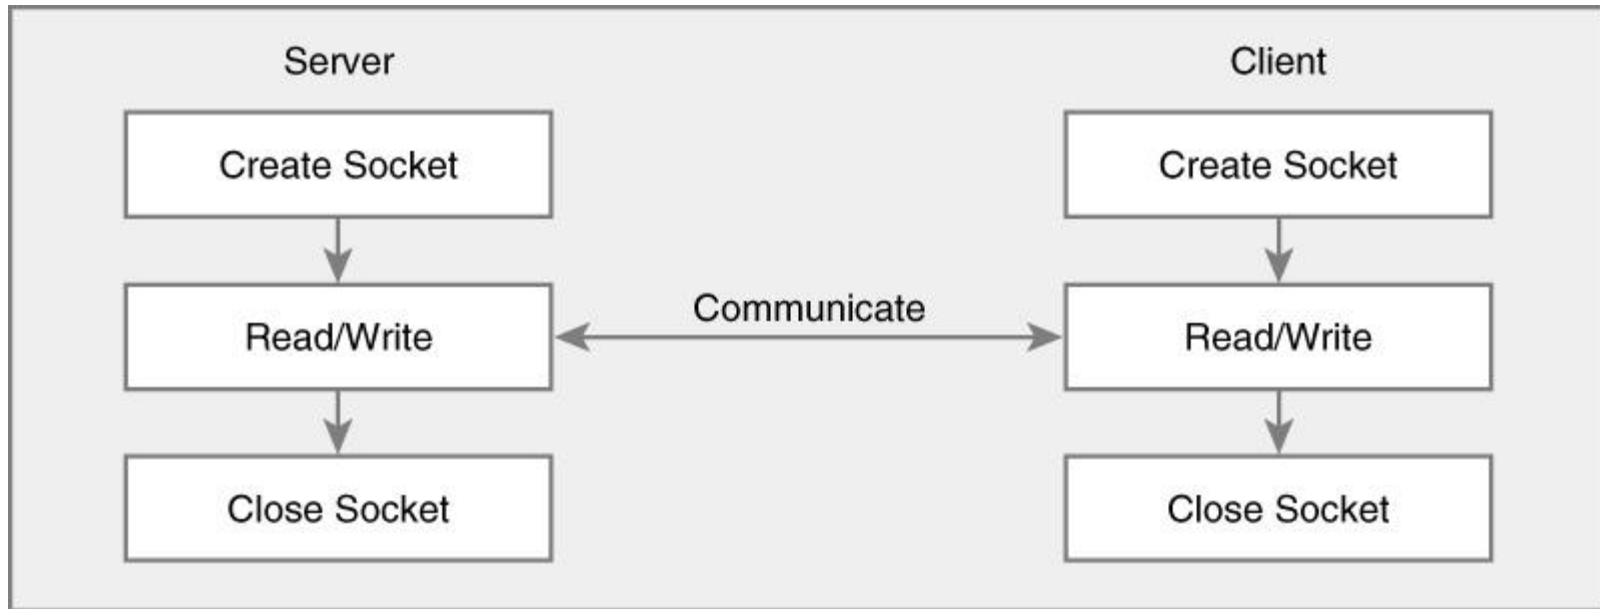 Server
Client
Create Socket
Create Socket
Read/Write
Communicate
Read/Write
Close Socket
Close Socket